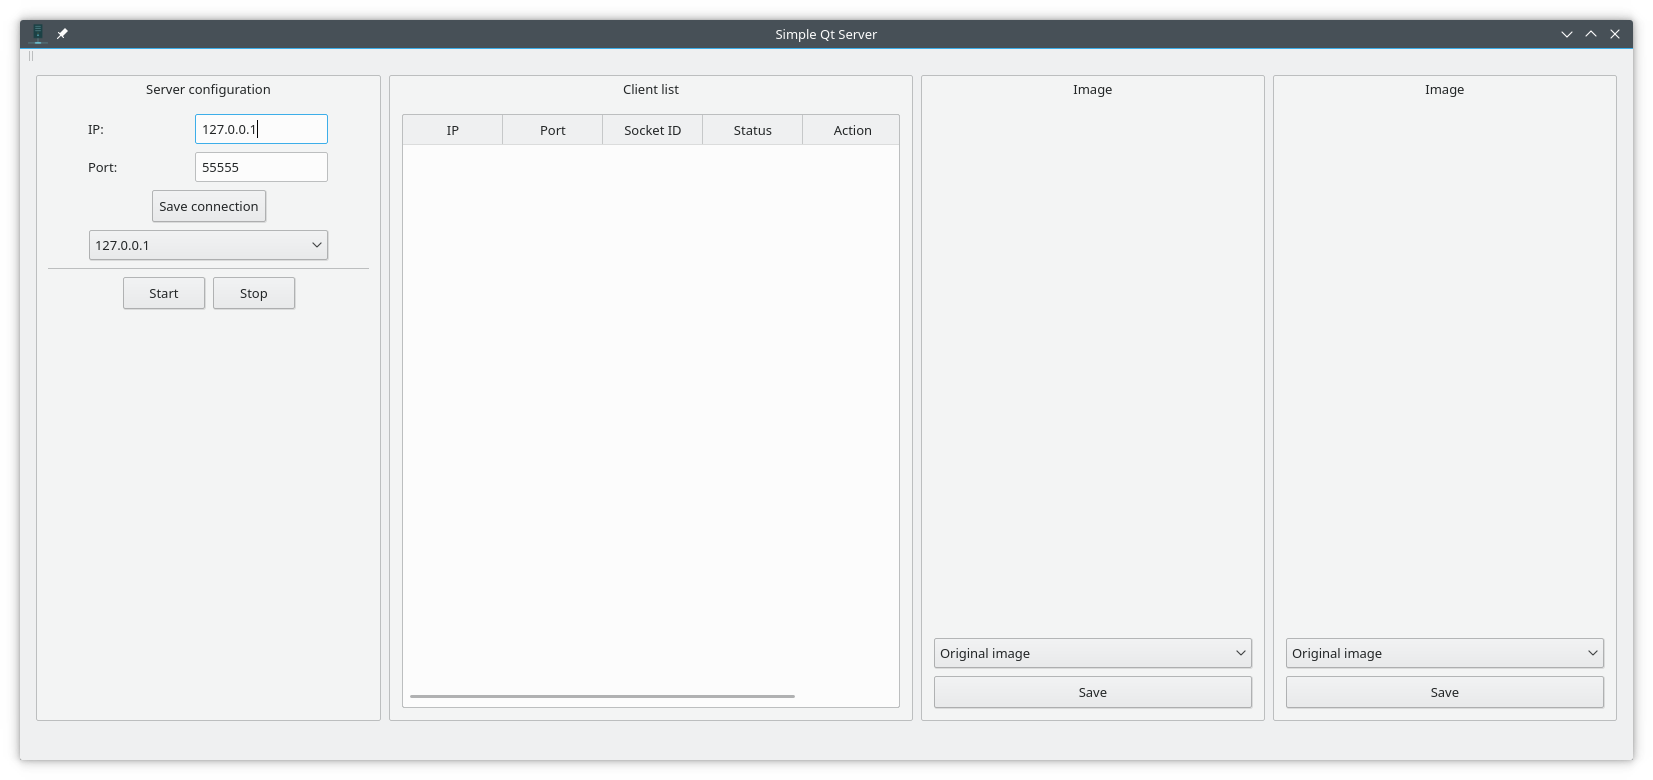 Simple Qt Server
Server configuration
IP:
127.0.0.1
Port:
55555
Save connection
127.0.0.1
Start
Stop
Client list
IP
Port
Socket ID
Status
Action
Image
Original image
Save
Image
Original image
Save